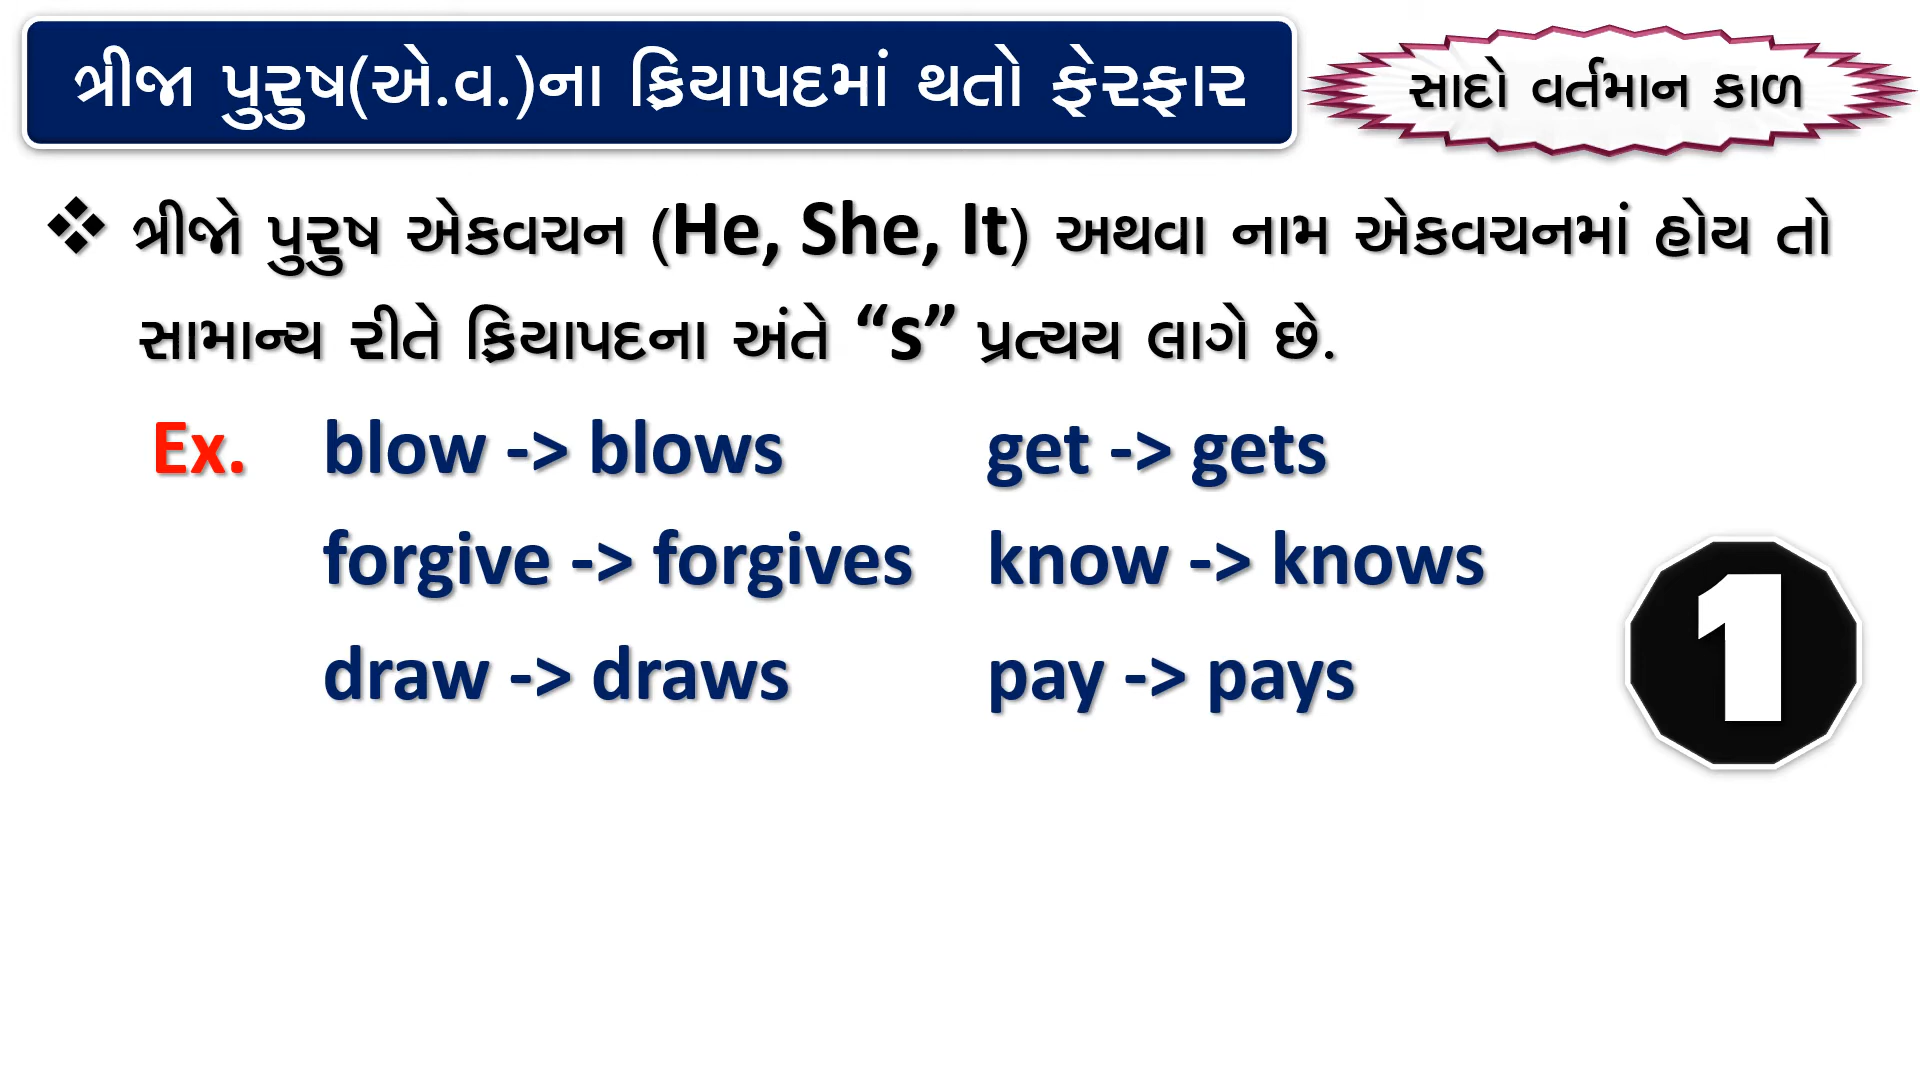 ત્રીજા પુરુષ(એ.વ.)ના ક્રિયાપદમાં થતો ફેરફાર
સાદો વર્તમાન કાળ
❖ ત્રીજો પુરુષ એકવચન (He, She, It) અથવા નામ એકવચનમાં હોય તો
સામાન્ય રીતે ક્રિયાપદના અંતે “s” પ્રત્યય લાગે છે.
Ex. blow -> blows get -> gets
forgive -> forgives know -> knows
draw -> draws pay -> pays
1